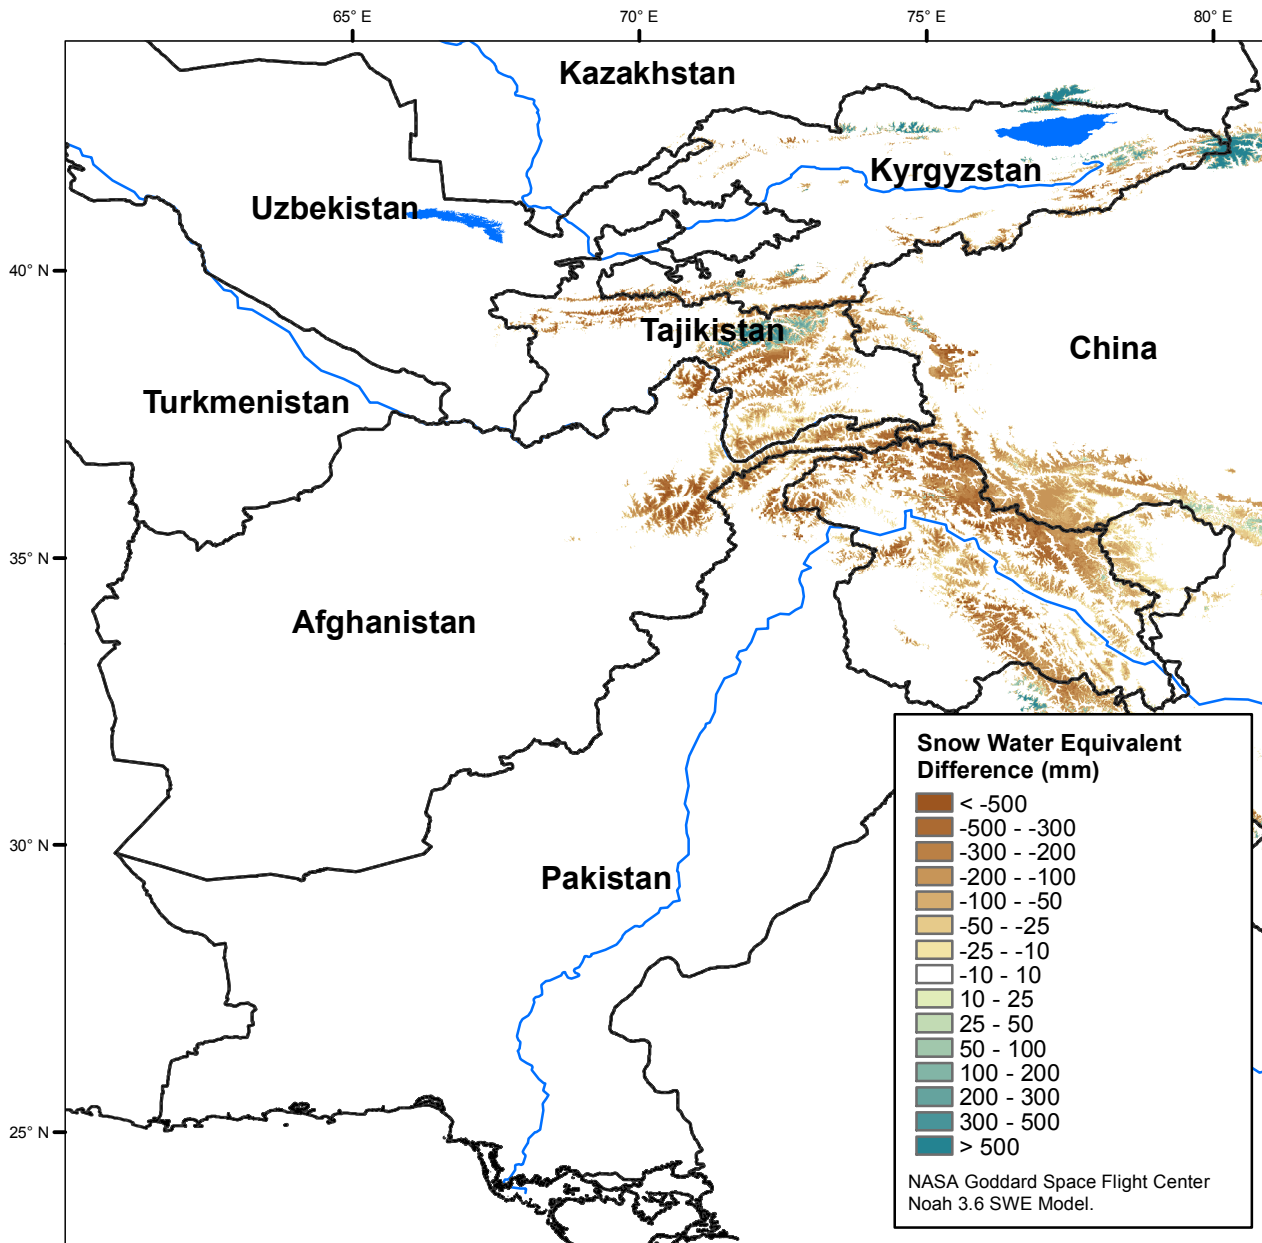 65° E
70° E
75° E
80° E
Kazakhstan
Kyrgyzstan
Uzbekistan
40° N
Tajikistan
China
Turkmenistan
35° N
Afghanistan
30° N
Pakistan
25° N
Snow Water Equivalent
Difference (mm)
< -500
-500 - -300
-300 - -200
-200 - -100
-100 - -50
-50 - -25
-25 - -10
-10 - 10
10 - 25
25 - 50
50 - 100
100 - 200
200 - 300
300 - 500
> 500
NASA Goddard Space Flight Center
Noah 3.6 SWE Model.